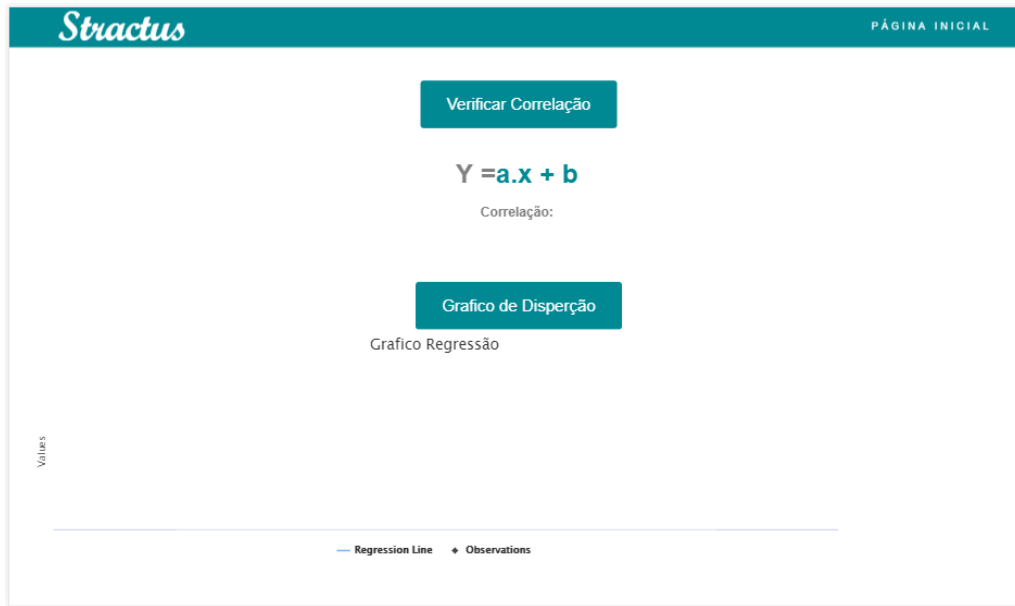 Stractus
PÁGINA INICIAL
Verificar Correlação
Y =a.x + b
Correlação:
Grafico de Disperção
Grafico Regressão
Values
Regression Line
Observations